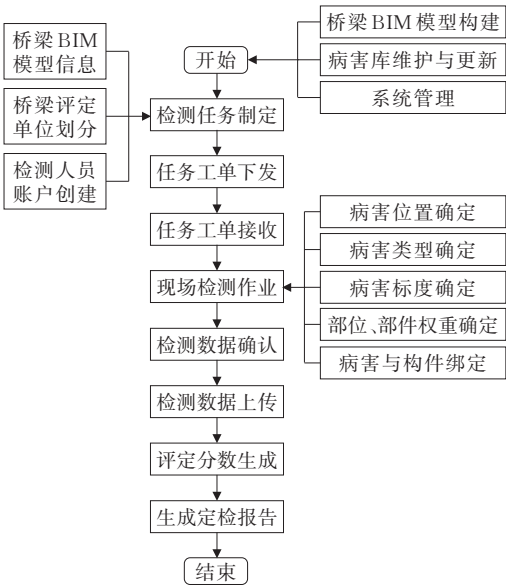 桥梁BIM
模型信息
桥梁评定
单位划分
检测人员
账户创建
开始
检测任务制定
任务工单下发
任务工单接收
现场检测作业
检测数据确认
检测数据上传
评定分数生成
生成定检报告
结束
桥梁BIM模型构建
病害库维护与更新
系统管理
病害位置确定
病害类型确定
病害标度确定
部位、部件权重确定
病害与构件绑定